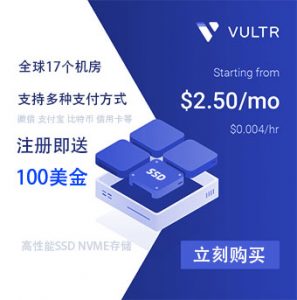 VULTR
全球17个机房
Starting from
支持多种支付方式
$2.50/mo
微信 支付宝 比特币 信用卡等
$0.004/hr
注册即送
100美金
SSD
高性能SSD NVME存储
立刻购买